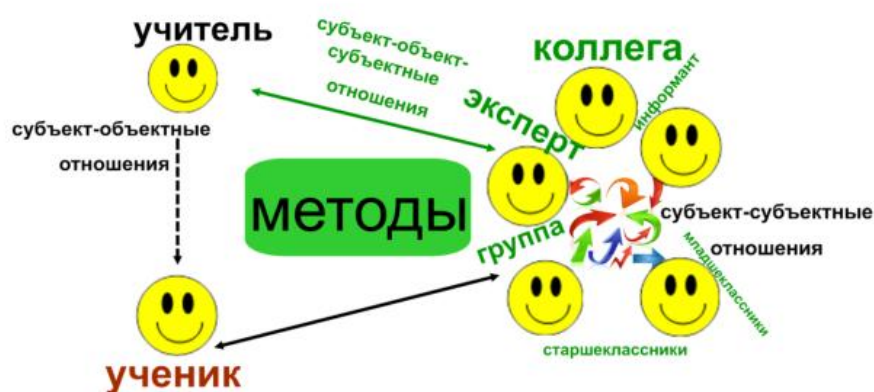 учитель
субъект-объект-
субъектные
отношения
коллега
эксперт
информант
субъект-объектные
отношения
методы
группа
субъект-субъектные
отношения
младшеклассники
старшеклассники
ученик